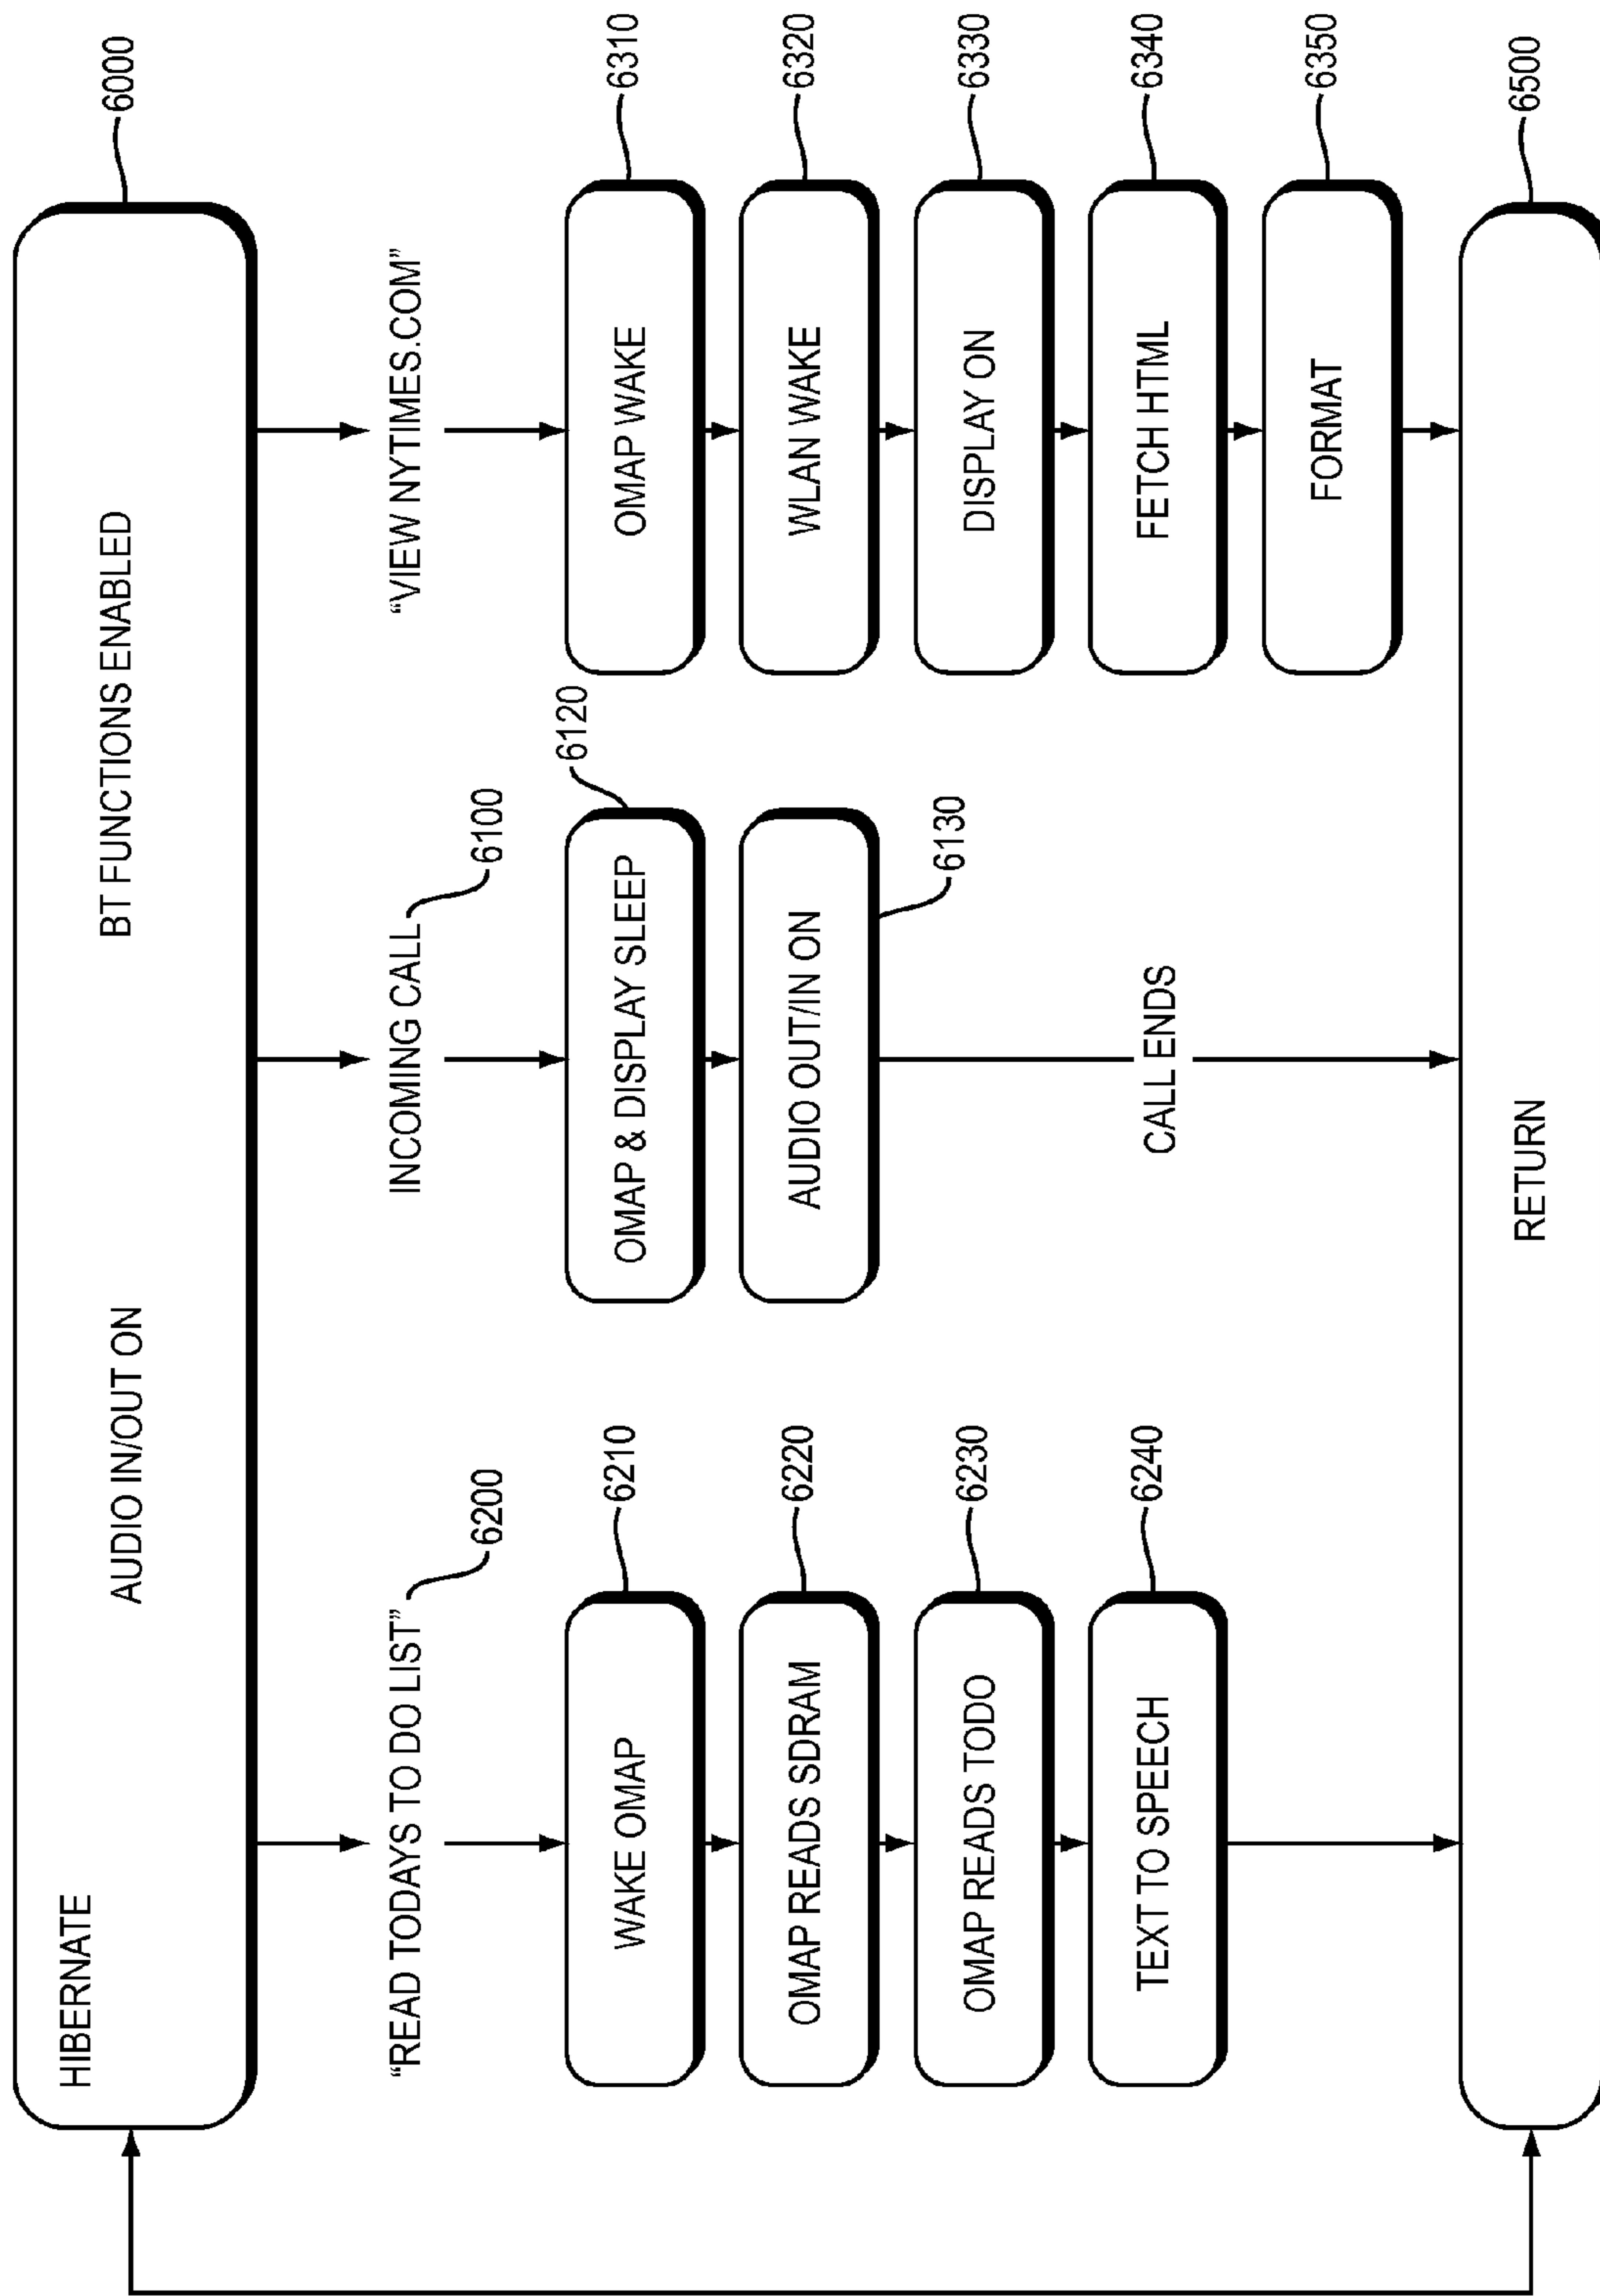 HIBERNATE
AUDIO IN/OUT ON
BT FUNCTIONS ENABLED
6000
“READ TODAYS TO DO LIST”
6200
WAKE OMAP
6210
OMAP READS SDRAM
6220
OMAP READS TODO
6230
TEXT TO SPEECH
6240
INCOMING CALL
6100
OMAP & DISPLAY SLEEP
6120
AUDIO OUT/IN ON
6130
CALL ENDS
“VIEW NYTIMES.COM”
OMAP WAKE
6310
WLAN WAKE
6320
DISPLAY ON
6330
FETCH HTML
6340
FORMAT
6350
RETURN
6500